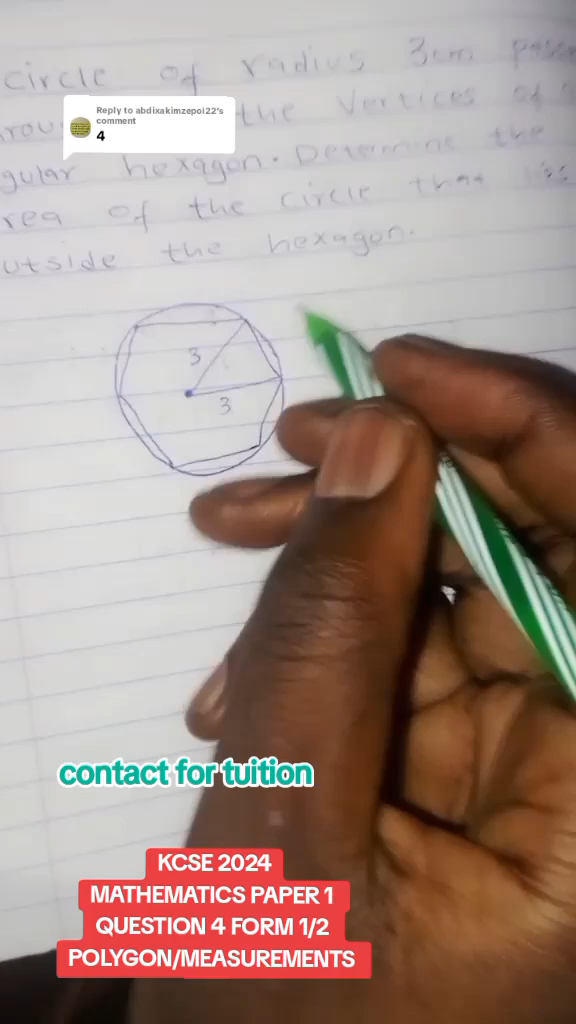 circle of radius 3cm
Reply to abdixakimzepoi22's
comment
4
the vertices of
hexagon. Determine the
of the circle that
the hexagon.
3
3
contact for tuition
KCSE 2024
MATHEMATICS PAPER 1
QUESTION 4 FORM 1/2
POLYGON/MEASUREMENTS